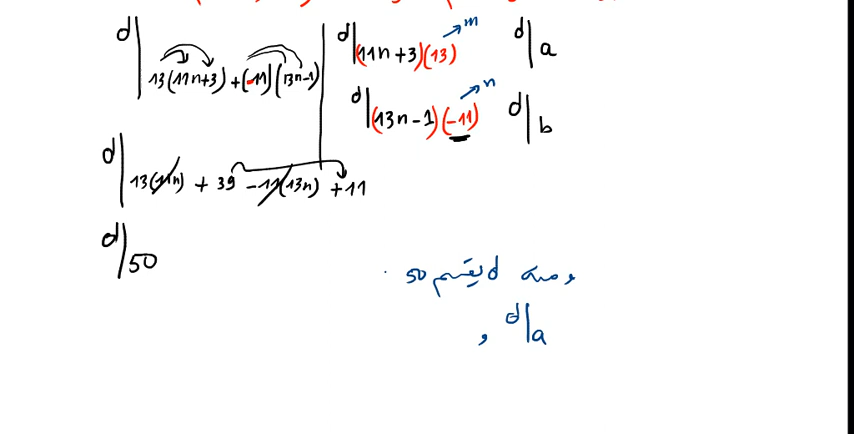 d | 13(11n+3) + (-11)(13n-1)
d | (11n+3)(13) → m
d | a
d | (13n-1)(-11) → n
d | b
d | 13(11n) + 39 - 11(13n) + 11
d | 50
ومنه d يقسم 50
d | a
و